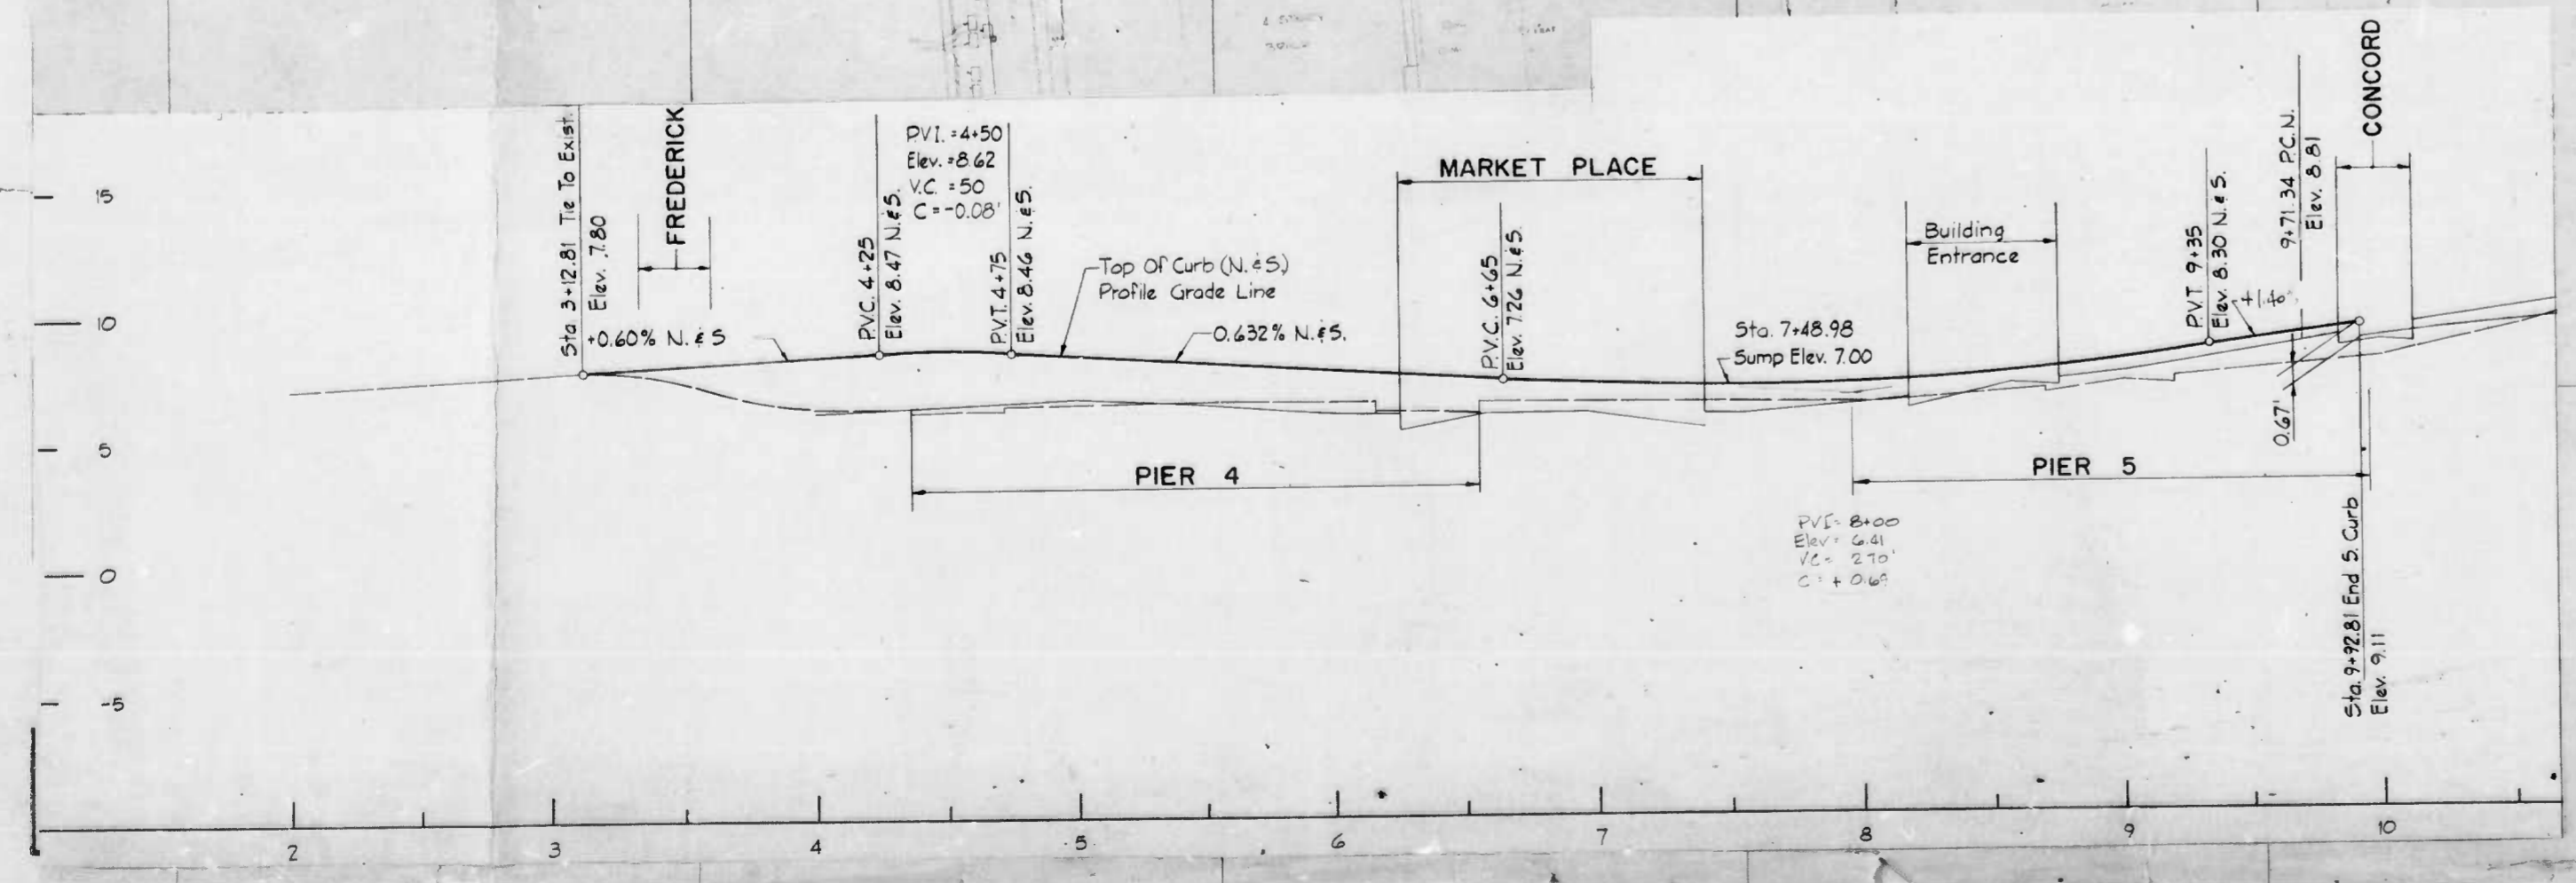 15
10
5
0
-5
Sta 3+12.81 Tie To Exist.
Elev. 7.80
FREDERICK
+0.60% N. & S
P.V.C. 4+25
Elev. 8.47 N.& S.
P.V.I. = 4+50
Elev. = 8.62
V.C. = 50
C = -0.08'
P.V.T. 4+75
Elev. 8.46 N.& S.
Top Of Curb (N. & S.)
Profile Grade Line
0.632% N. & S.
MARKET PLACE
P.V.C. 6+65
Elev. 7.26 N.& S.
Sta. 7+48.98
Sump Elev. 7.00
Building
Entrance
P.V.T. 9+35
Elev. 8.30 N.& S.
+1.40
9+71.34 P.C.N.
Elev. 8.81
CONCORD
0.67'
PIER 4
PIER 5
PVI = 8+00
Elev = 6.41
VC = 270'
C = + 0.69
Sta. 9+92.81 End S. Curb
Elev. 9.11
2 3 4 5 6 7 8 9 10